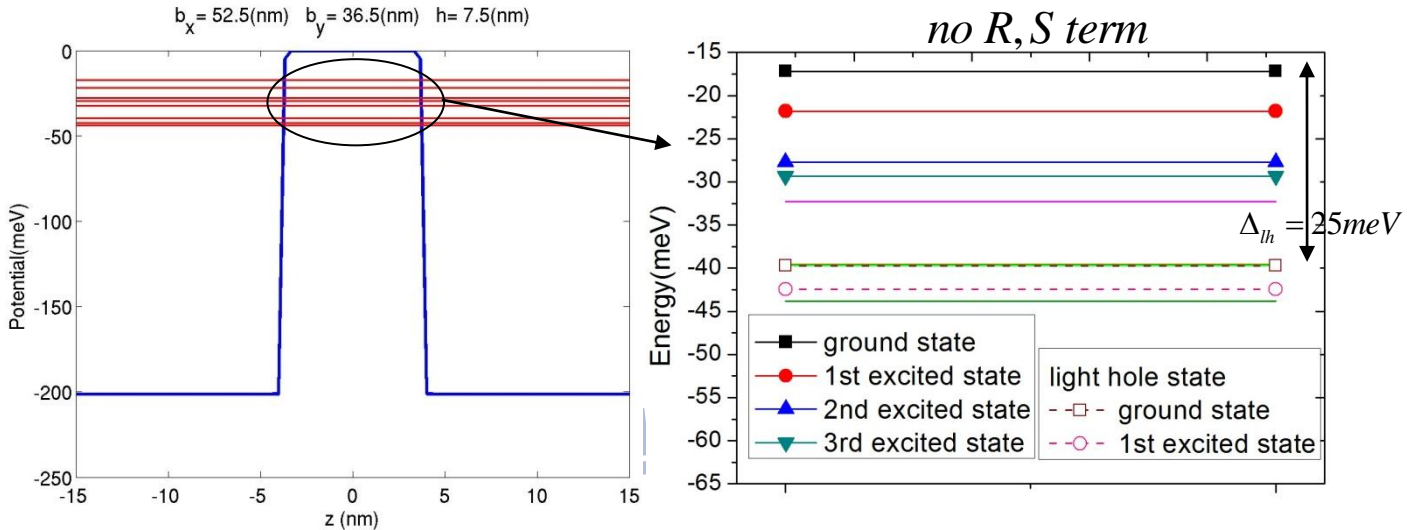 b_x= 52.5(nm) b_y= 36.5(nm) h= 7.5(nm)
0
-50
-100
-150
-200
-250
Potential(meV)
-15 -10 -5 0 5 10 15
z (nm)
no R, S term
-15
-20
-25
-30
-35
-40
-45
-50
-55
-60
-65
Energy(meV)
Δ_lh = 25meV
ground state
1st excited state
2nd excited state
3rd excited state
light hole state
ground state
1st excited state